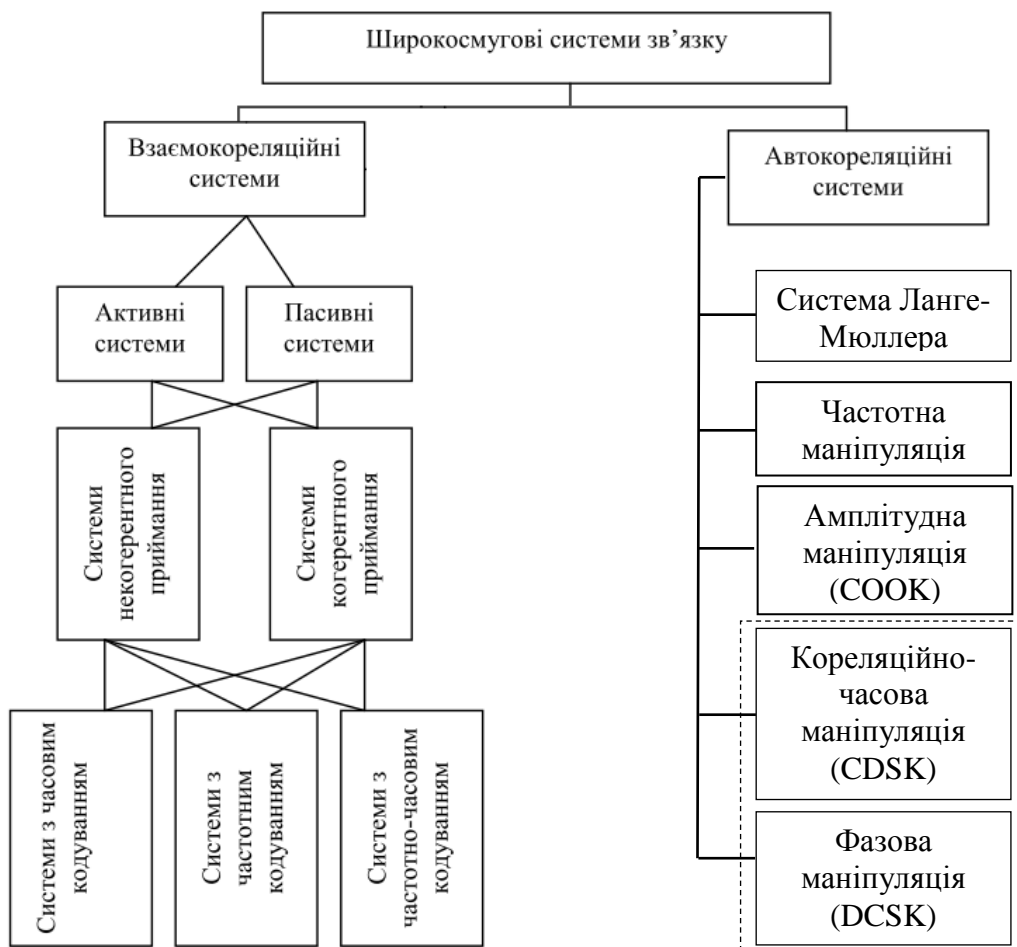 Широкосмугові системи зв’язку
Взаємокореляційні
системи
Автокореляційні
системи
Активні
системи
Пасивні
системи
Системи
некогерентного
приймання
Системи
когерентного
приймання
Системи з часовим
кодуванням
Системи з
частотним
кодуванням
Системи з
частотно-часовим
кодуванням
Система Ланге-
Мюллера
Частотна
маніпуляція
Амплітудна
маніпуляція
(COOK)
Кореляційно-
часова
маніпуляція
(CDSK)
Фазова
маніпуляція
(DCSK)